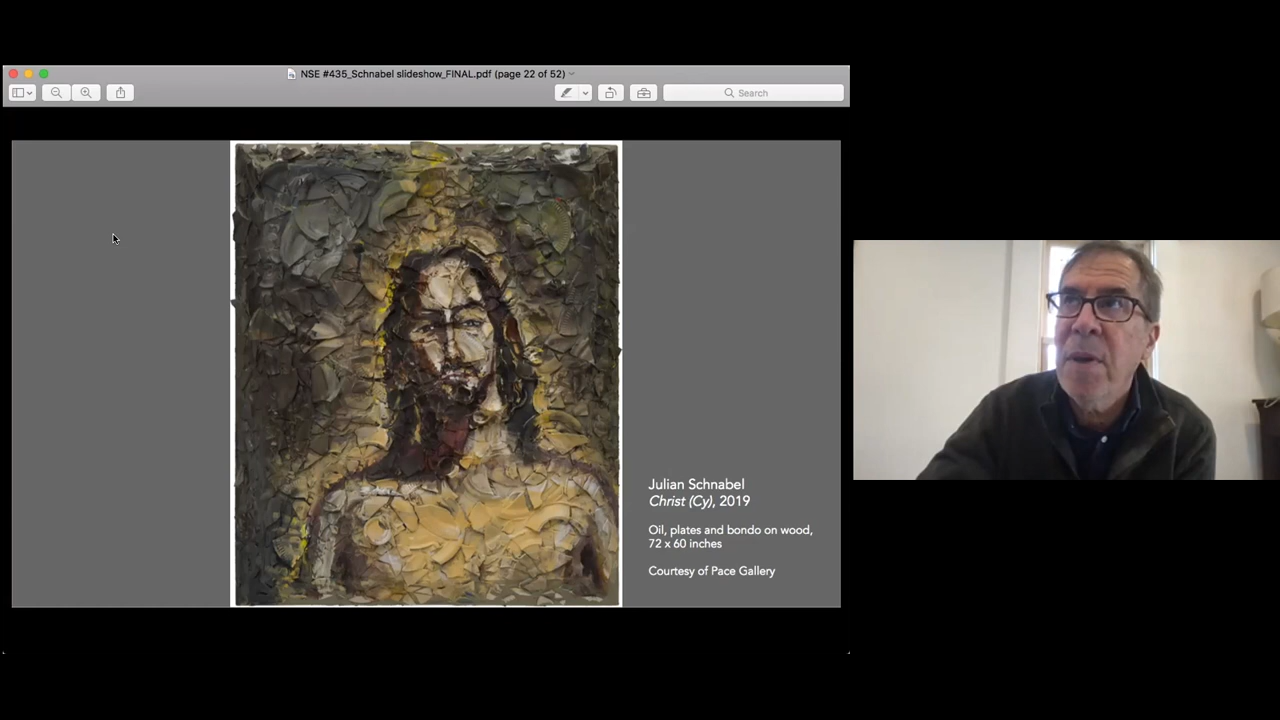 NSE #435_Schnabel slideshow_FINAL.pdf (page 22 of 52)
Search
Julian Schnabel
Christ (Cy), 2019
Oil, plates and bondo on wood,
72 x 60 inches
Courtesy of Pace Gallery